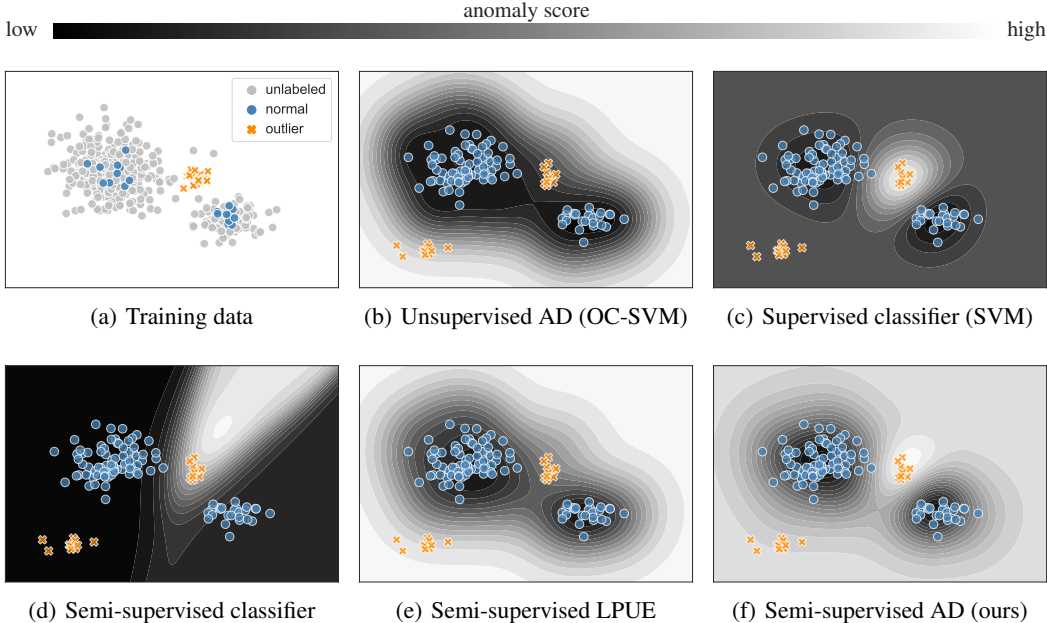 anomaly score
low high
unlabeled
normal
outlier
(a) Training data
(b) Unsupervised AD (OC-SVM)
(c) Supervised classifier (SVM)
(d) Semi-supervised classifier
(e) Semi-supervised LPUE
(f) Semi-supervised AD (ours)